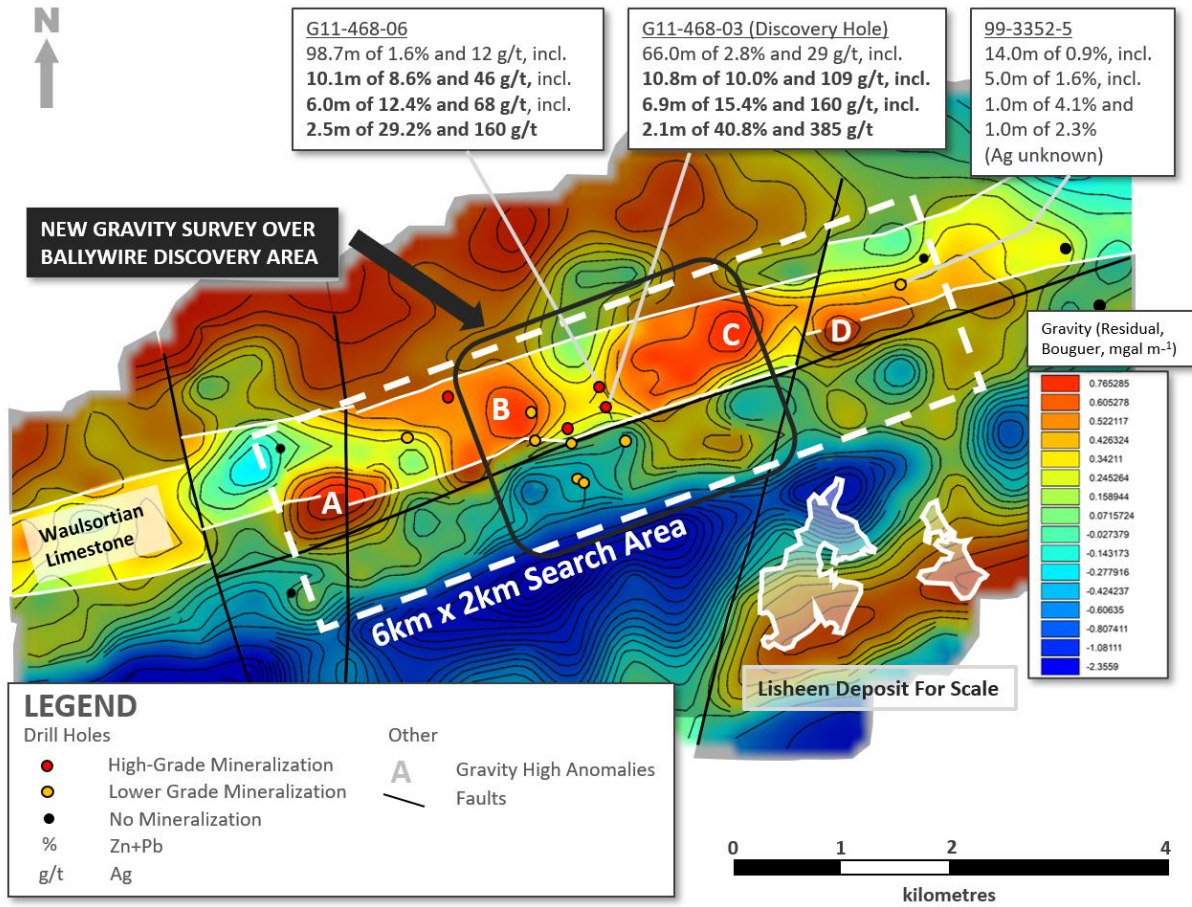 N
G11-468-06
98.7m of 1.6% and 12 g/t, incl.
10.1m of 8.6% and 46 g/t, incl.
6.0m of 12.4% and 68 g/t, incl.
2.5m of 29.2% and 160 g/t
G11-468-03 (Discovery Hole)
66.0m of 2.8% and 29 g/t, incl.
10.8m of 10.0% and 109 g/t, incl.
6.9m of 15.4% and 160 g/t, incl.
2.1m of 40.8% and 385 g/t
99-3352-5
14.0m of 0.9%, incl.
5.0m of 1.6%, incl.
1.0m of 4.1% and
1.0m of 2.3%
(Ag unknown)
NEW GRAVITY SURVEY OVER
BALLYWIRE DISCOVERY AREA
A
B
C
D
Waulsortian
Limestone
6km x 2km Search Area
Lisheen Deposit For Scale
Gravity (Residual,
Bouguer, mgal m-1)
0.765285
0.605278
0.522117
0.426324
0.34211
0.245264
0.158944
0.0715724
-0.027379
-0.143173
-0.277916
-0.424237
-0.60635
-0.807411
-1.08111
-2.3559
LEGEND
Drill Holes
High-Grade Mineralization
Lower Grade Mineralization
No Mineralization
% Zn+Pb
g/t Ag
Other
A Gravity High Anomalies
Faults
0 1 2 4
kilometres